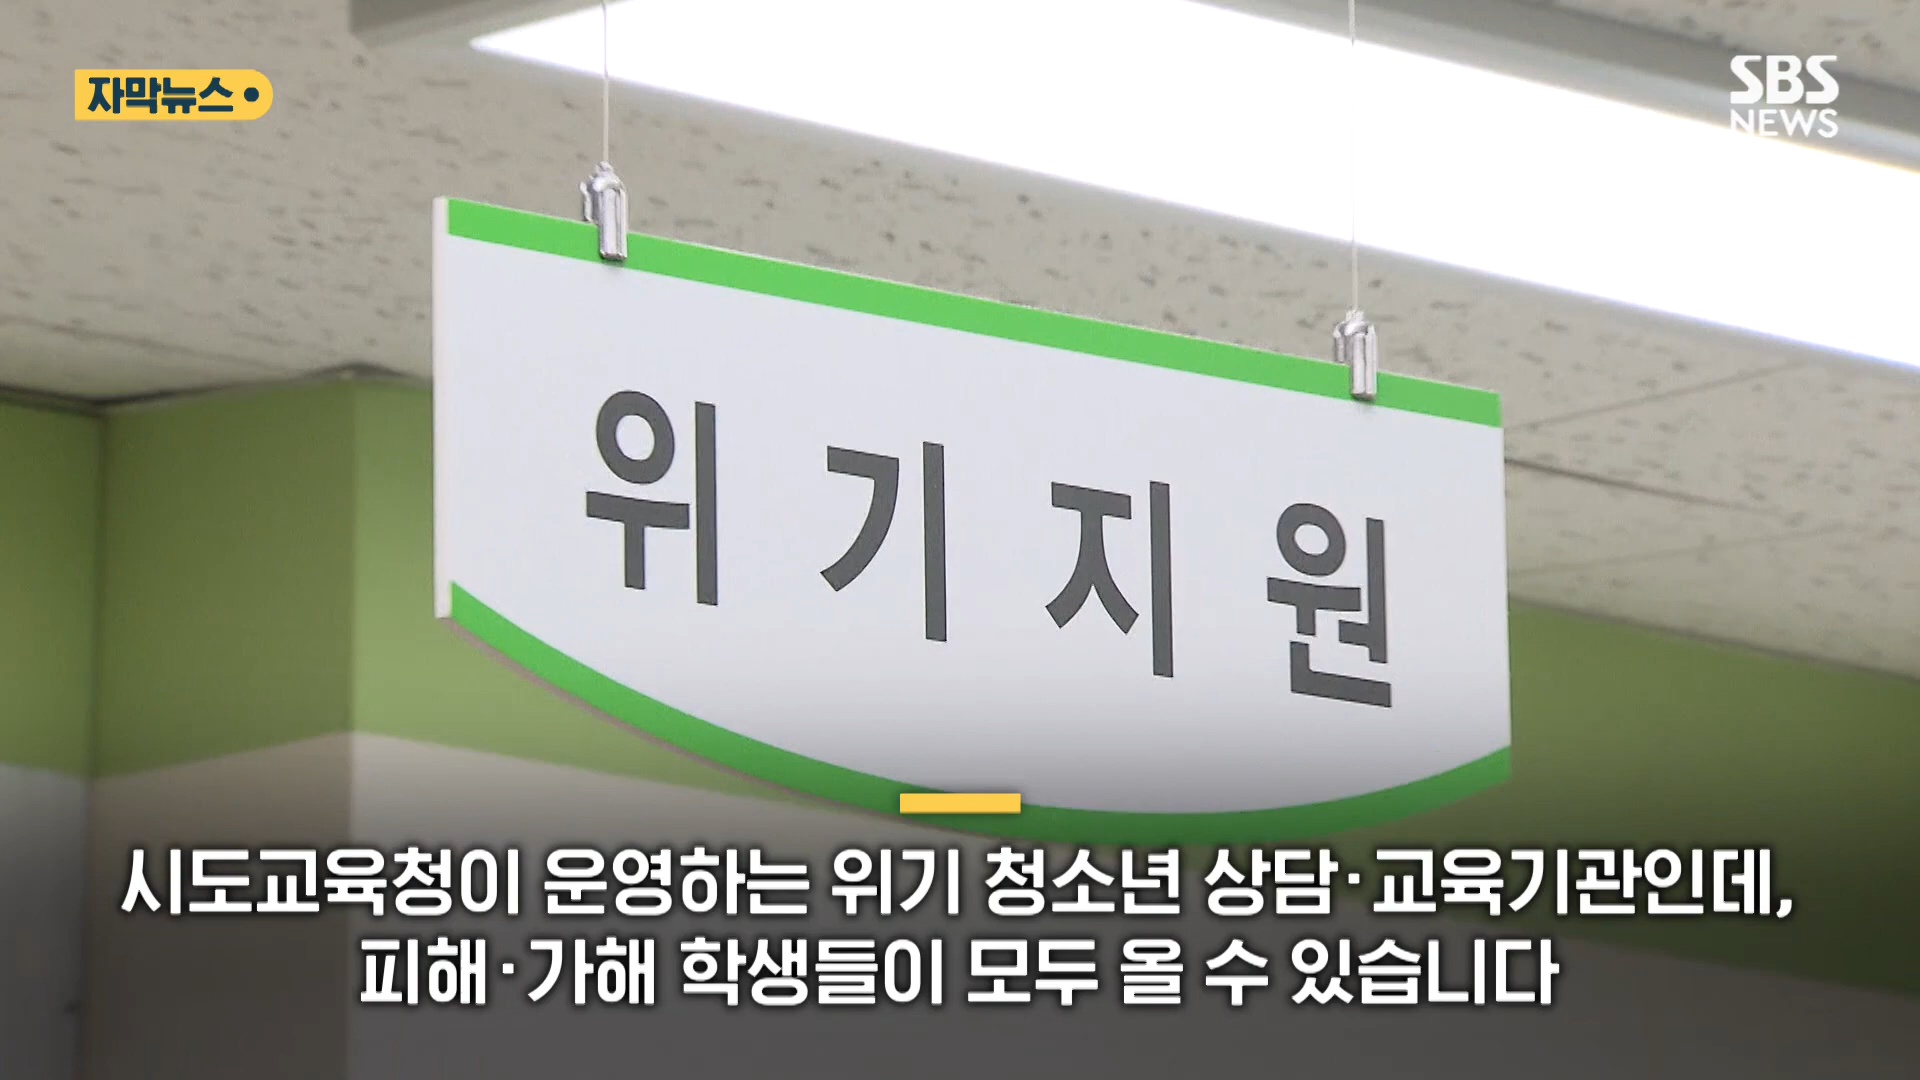 자막뉴스
SBS
NEWS
위기지원
시도교육청이 운영하는 위기 청소년 상담·교육기관인데,
피해·가해 학생들이 모두 올 수 있습니다